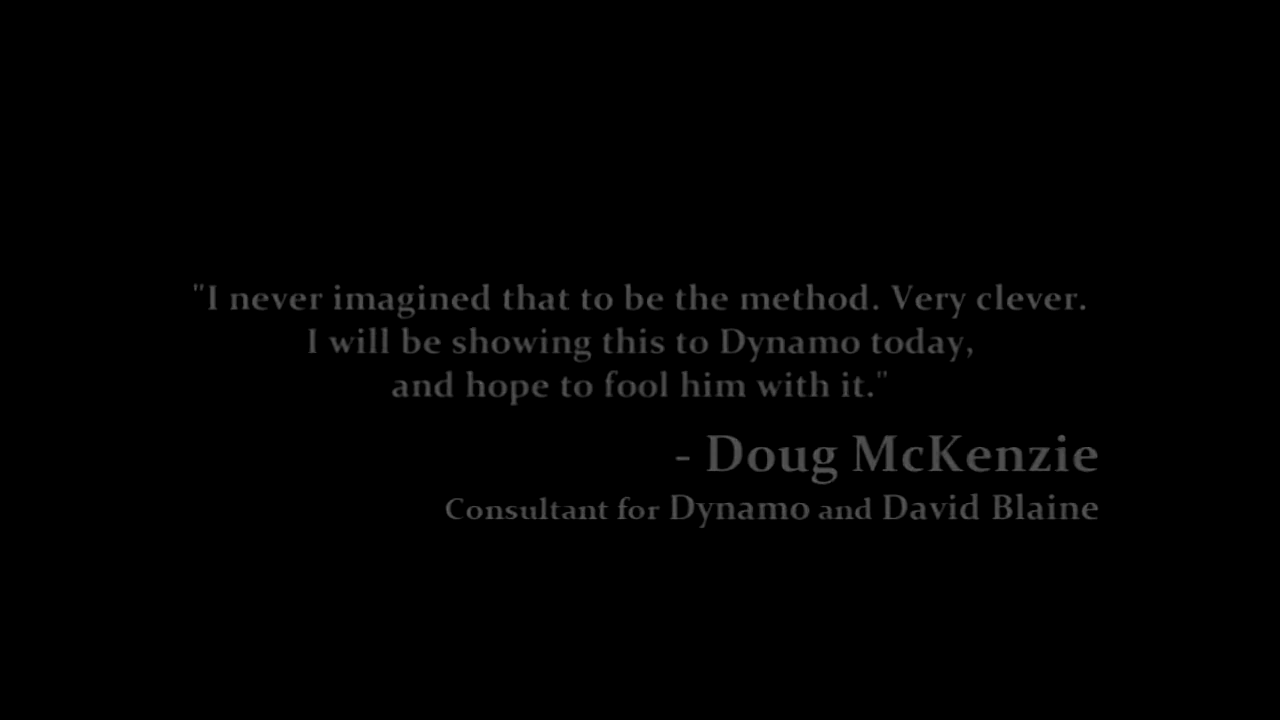 "I never imagined that to be the method. Very clever.
I will be showing this to Dynamo today,
and hope to fool him with it."
- Doug McKenzie
Consultant for Dynamo and David Blaine